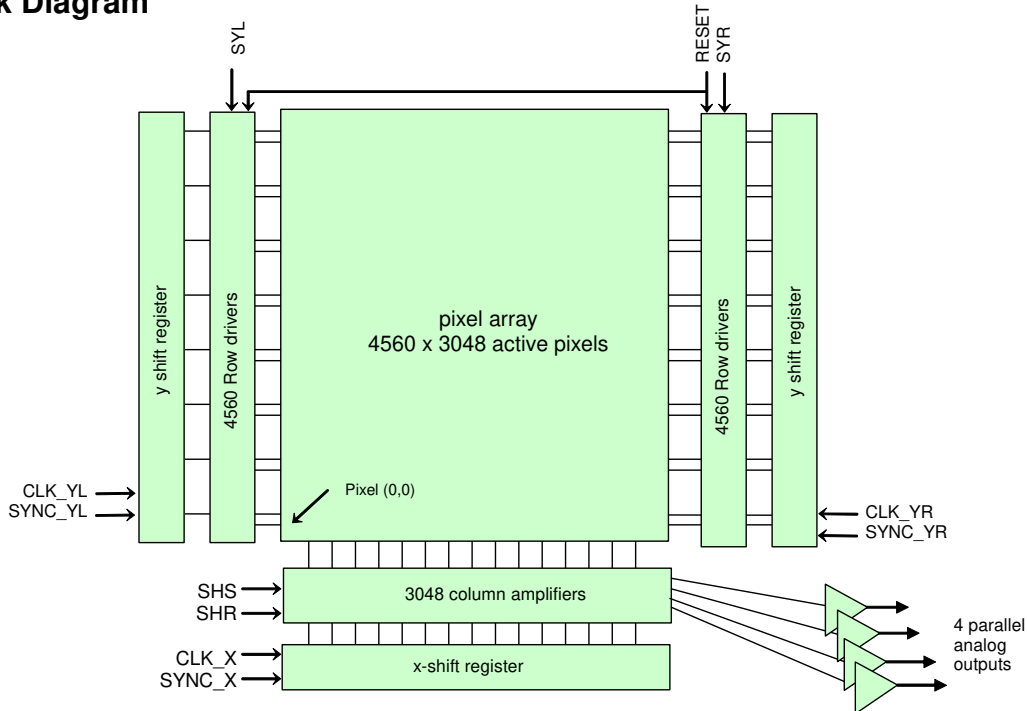 k Diagram
SYL
RESET
SYR
y shift register
4560 Row drivers
pixel array
4560 x 3048 active pixels
4560 Row drivers
y shift register
Pixel (0,0)
CLK_YL
SYNC_YL
CLK_YR
SYNC_YR
SHS
SHR
3048 column amplifiers
4 parallel
analog
outputs
CLK_X
SYNC_X
x-shift register